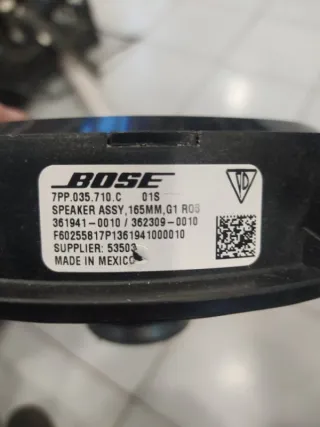 BOSE
7PP.035.710.C 01S
SPEAKER ASSY,165MM,G1 ROB
361941-0010 / 362309-0010
F60255817P1361941000010
SUPPLIER: 53503
MADE IN MEXICO